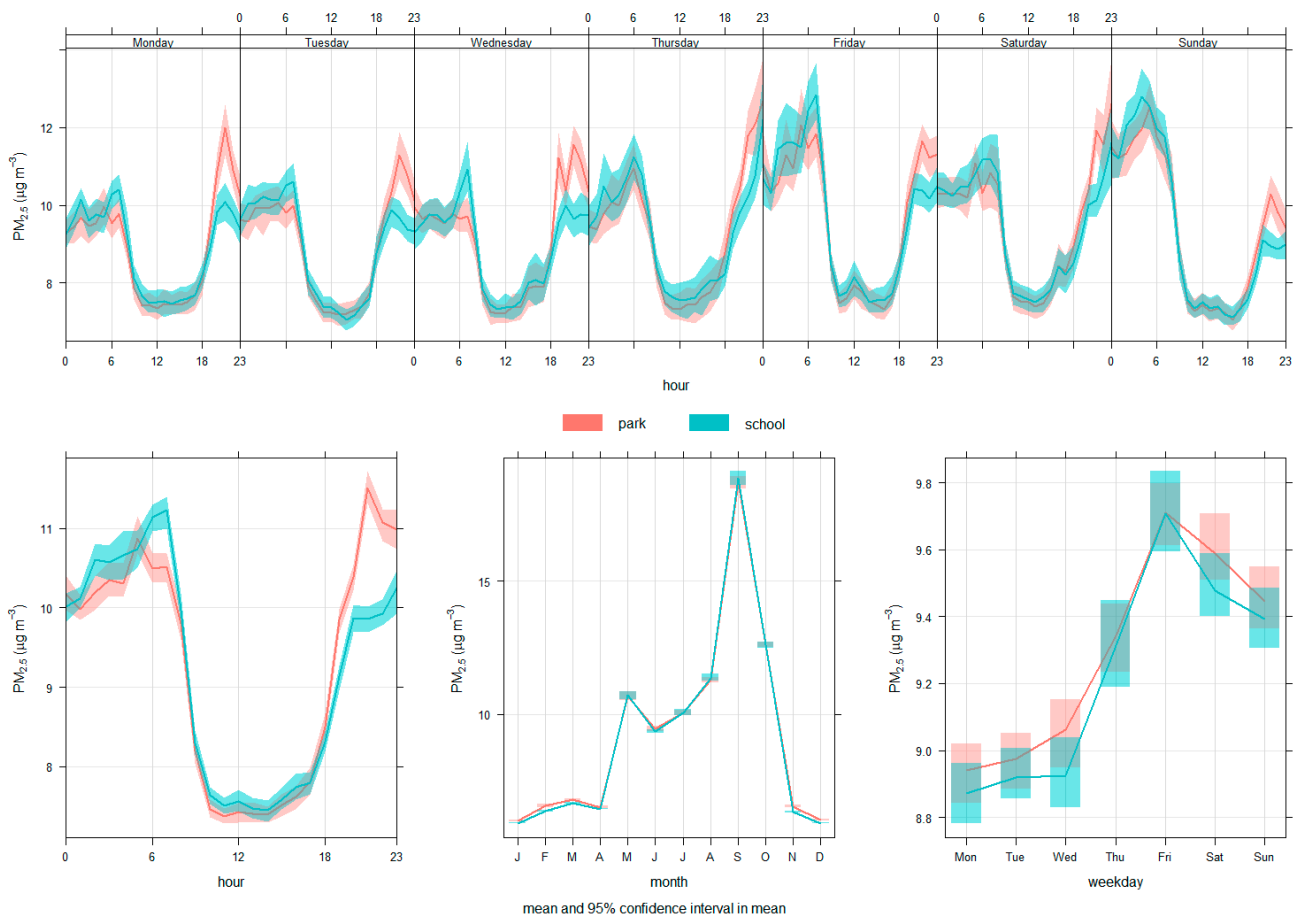 0 6 18 23 0 6 18 23 0 6 18 23
Monday Tuesday Wednesday Thursday Friday Saturday Sunday
PM2.5 (µg m−3)
12
10
8
0 6 12 18 23 0 6 12 18 23 0 6 12 18 23 0 6 12 18 23
hour
park school
PM2.5 (µg m−3)
11
10
9
8
0 6 12 18 23
hour
PM2.5 (µg m−3)
15
10
J F M A M J J A S O N D
month
PM2.5 (µg m−3)
9.8
9.6
9.4
9.2
9.0
8.8
Mon Tue Wed Thu Fri Sat Sun
weekday
mean and 95% confidence interval in mean